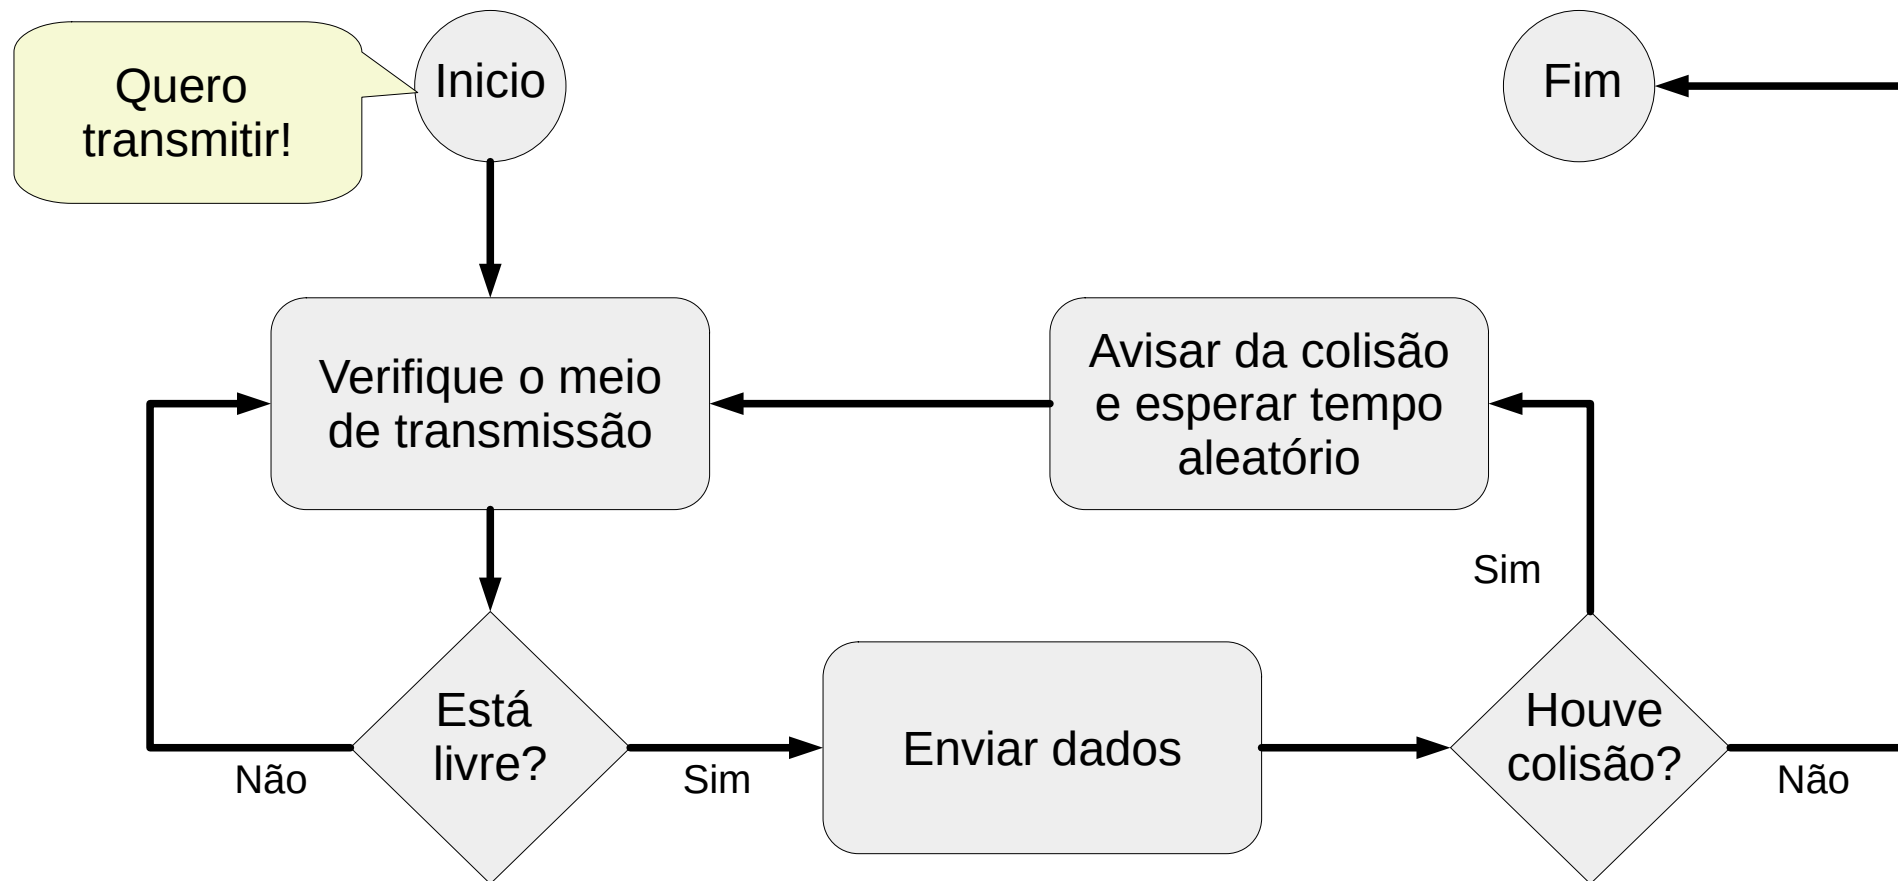 Quero
transmitir!
Inicio
Fim
Verifique o meio
de transmissão
Avisar da colisão
e esperar tempo
aleatório
Sim
Está
livre?
Não
Sim
Enviar dados
Houve
colisão?
Não